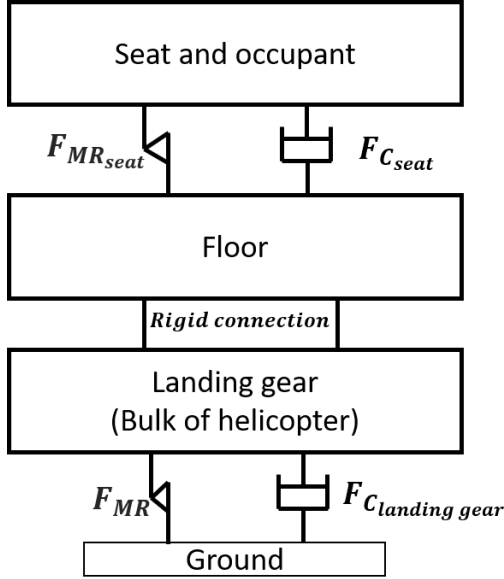 Seat and occupant
F_MR_seat
F_C_seat
Floor
Rigid connection
Landing gear
(Bulk of helicopter)
F_MR
F_C_landing gear
Ground